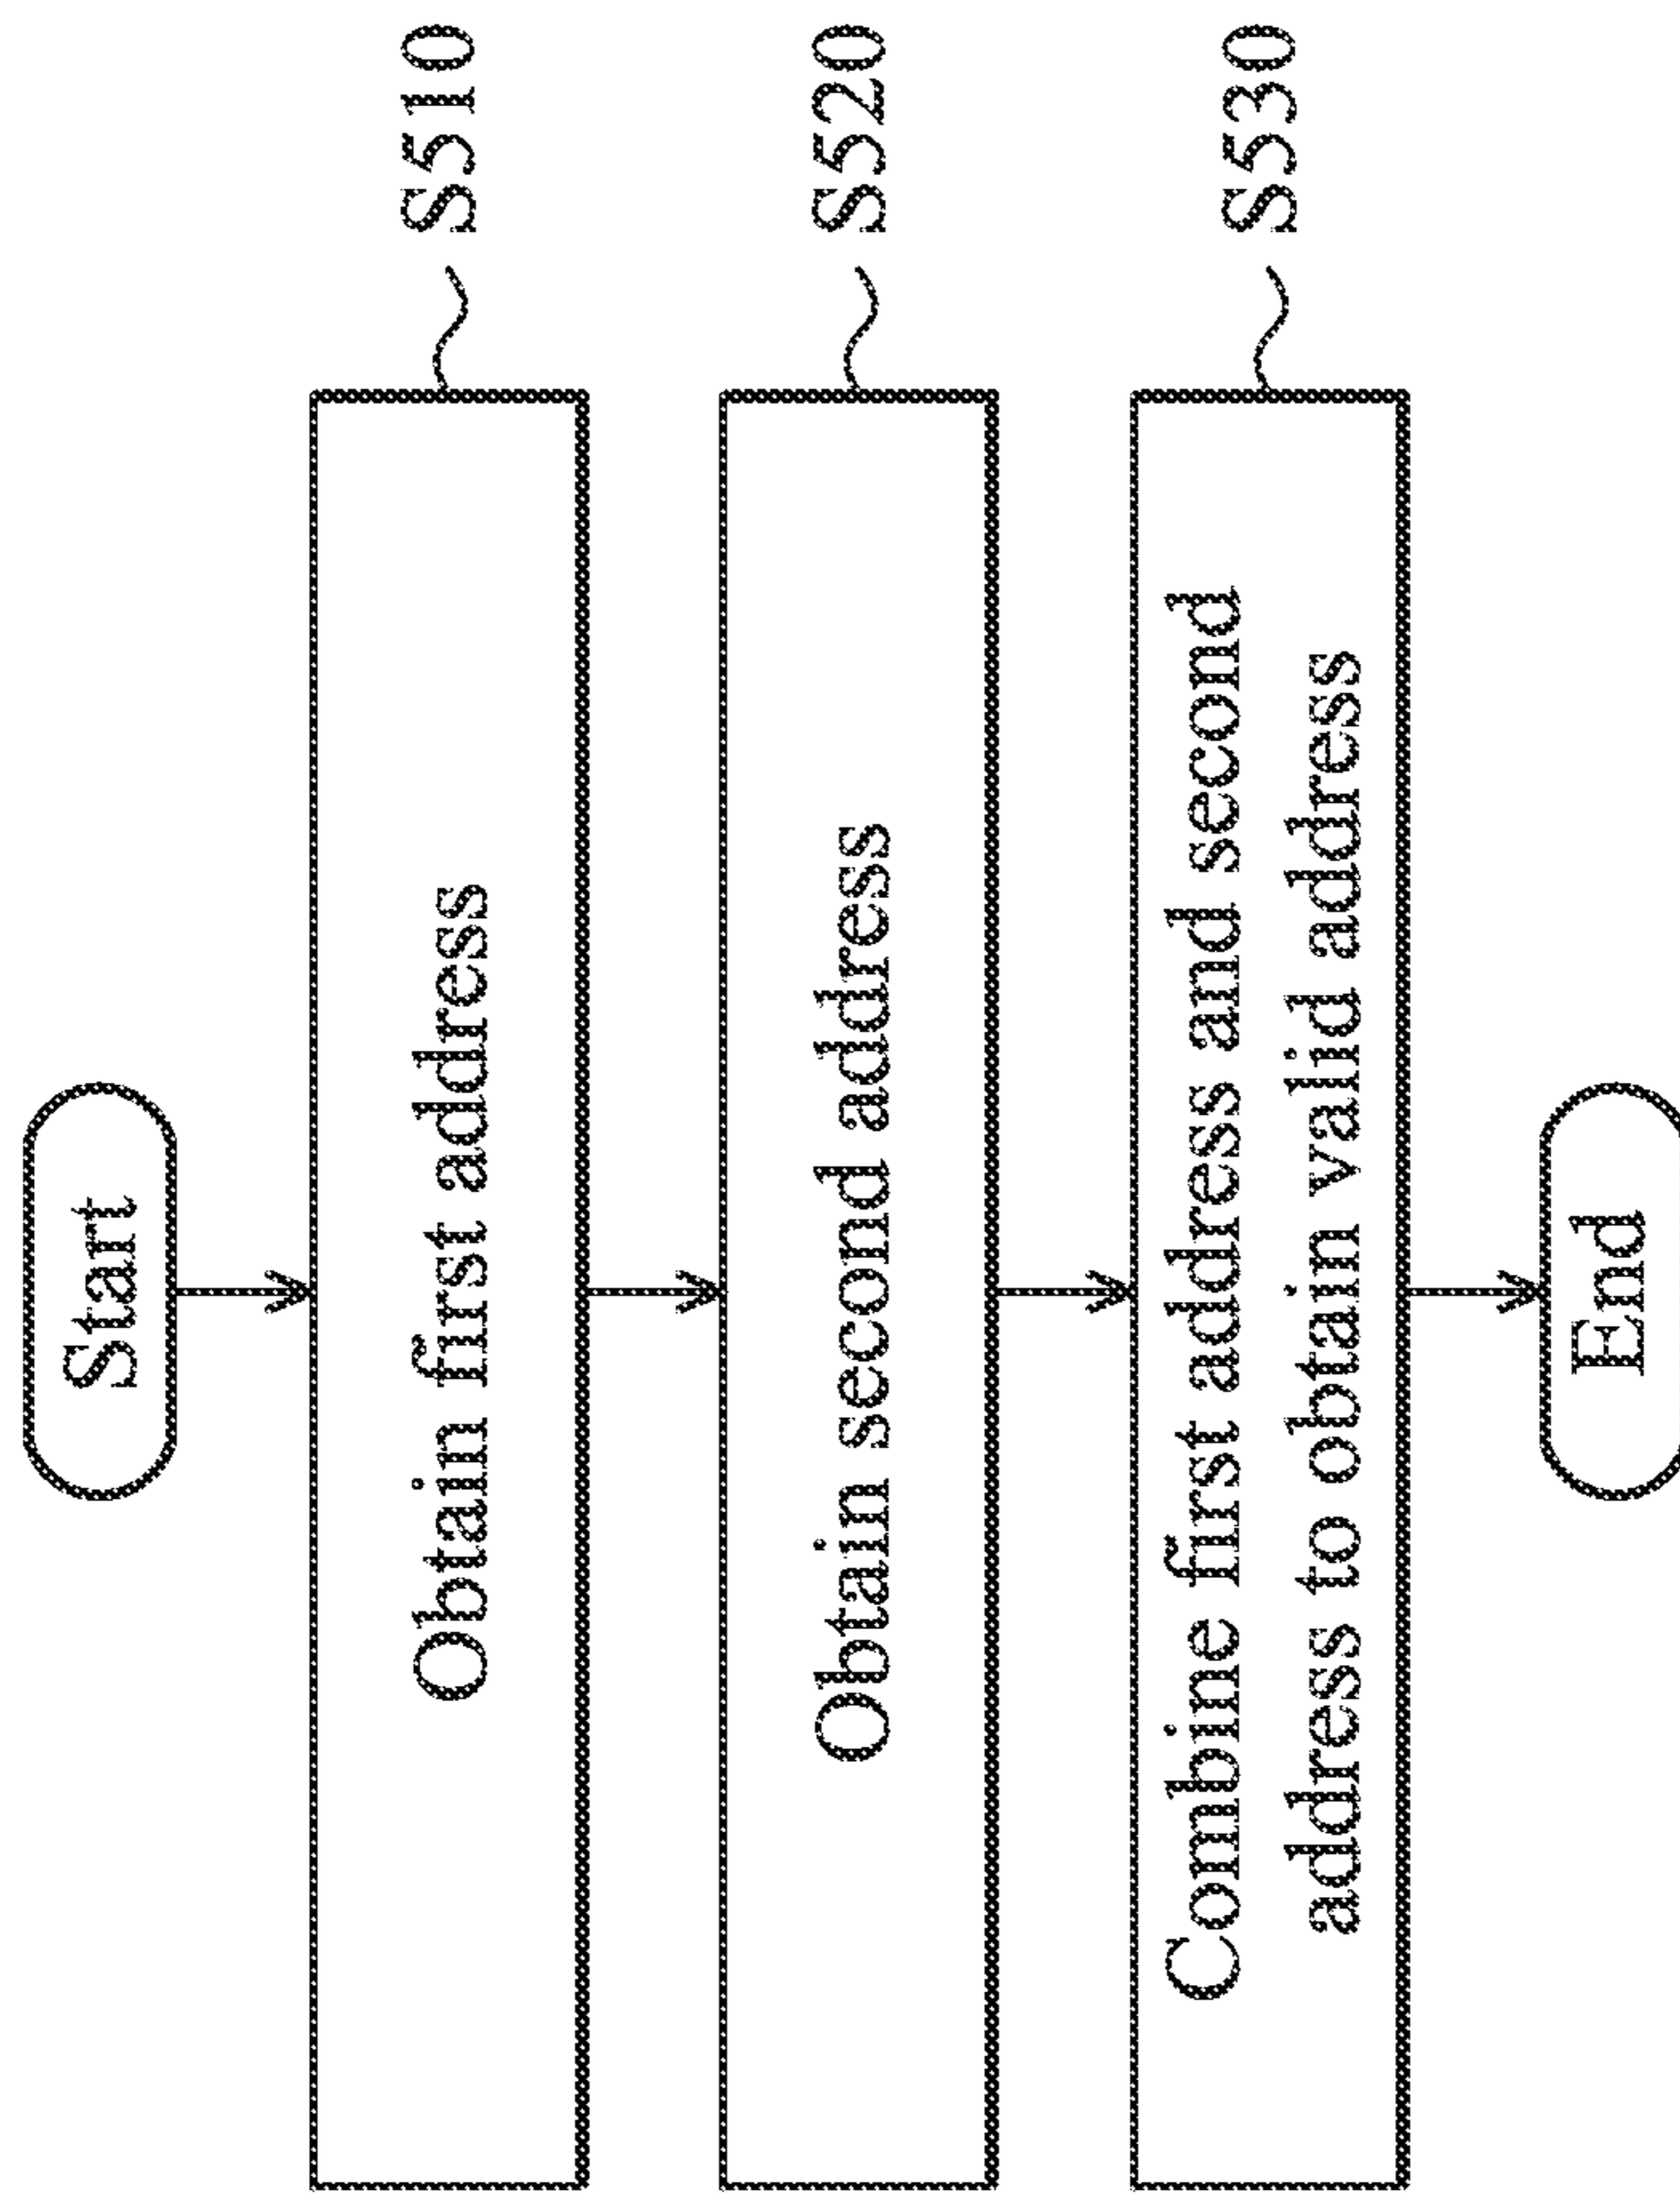 Start
Obtain first address
S510
Obtain second address
S520
Combine first address and second
address to obtain valid address
S530
End